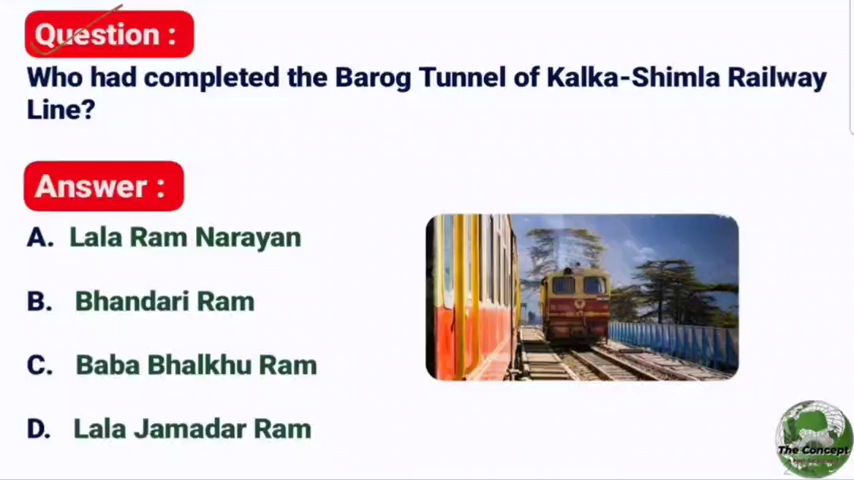 Question :
Who had completed the Barog Tunnel of Kalka-Shimla Railway
Line?
Answer :
A. Lala Ram Narayan
B. Bhandari Ram
C. Baba Bhalkhu Ram
D. Lala Jamadar Ram
The Concept